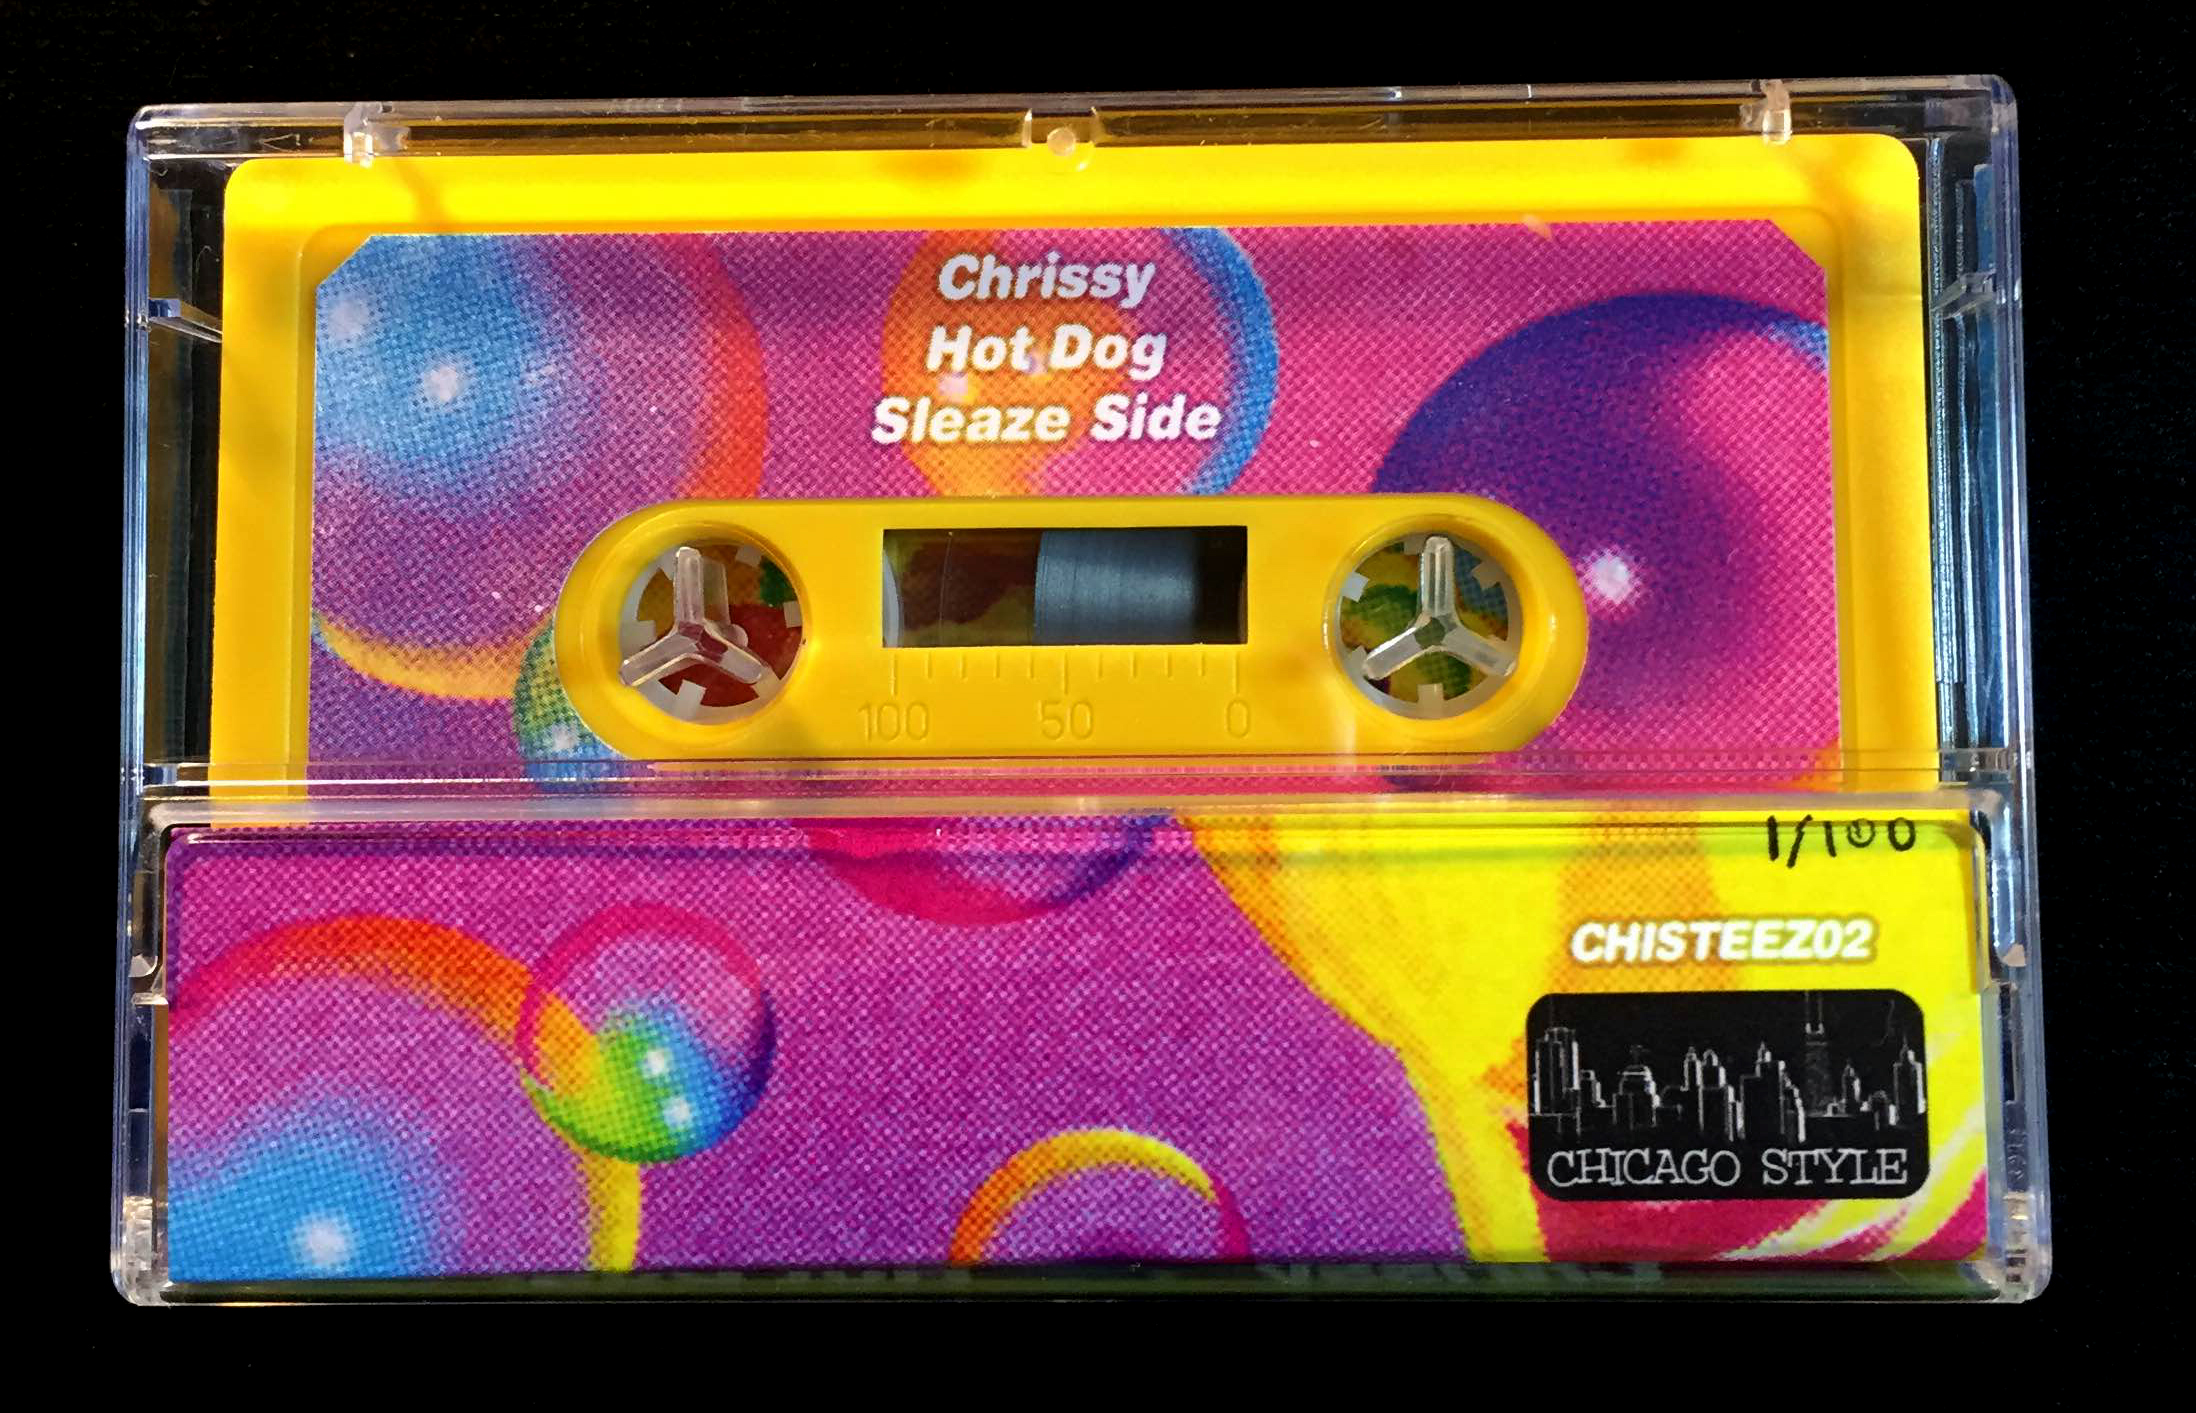 Chrissy
Hot Dog
Sleaze Side
100 50 0
1/100
CHISTEEZ02
CHICAGO STYLE